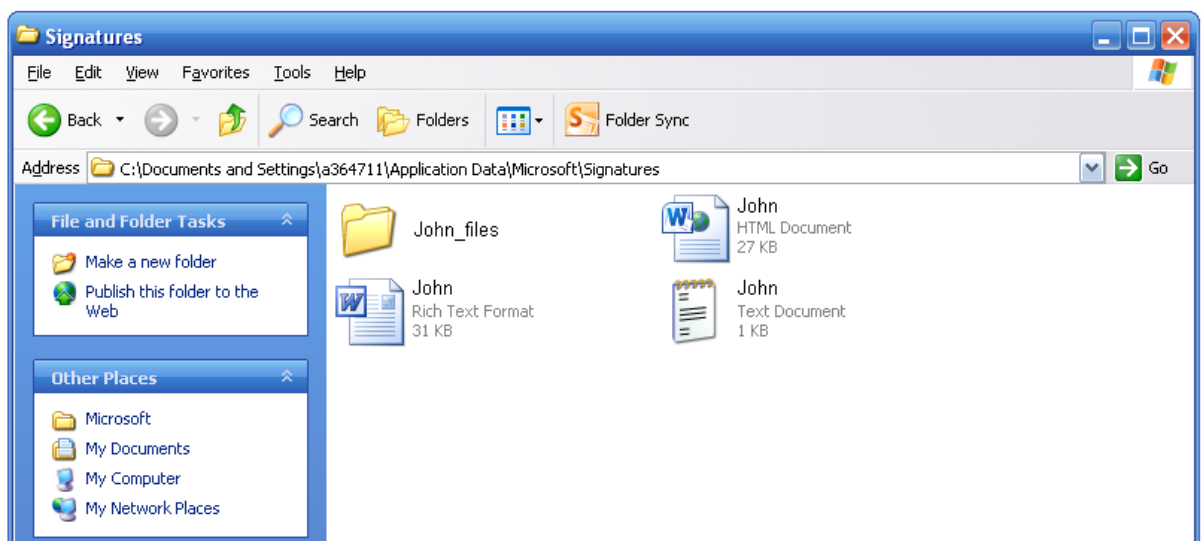 Signatures
File Edit View Favorites Tools Help
Back Search Folders Folder Sync
Address C:\Documents and Settings\a364711\Application Data\Microsoft\Signatures Go
File and Folder Tasks
Make a new folder
Publish this folder to the
Web
Other Places
Microsoft
My Documents
My Computer
My Network Places
John_files
John
HTML Document
27 KB
John
Rich Text Format
31 KB
John
Text Document
1 KB